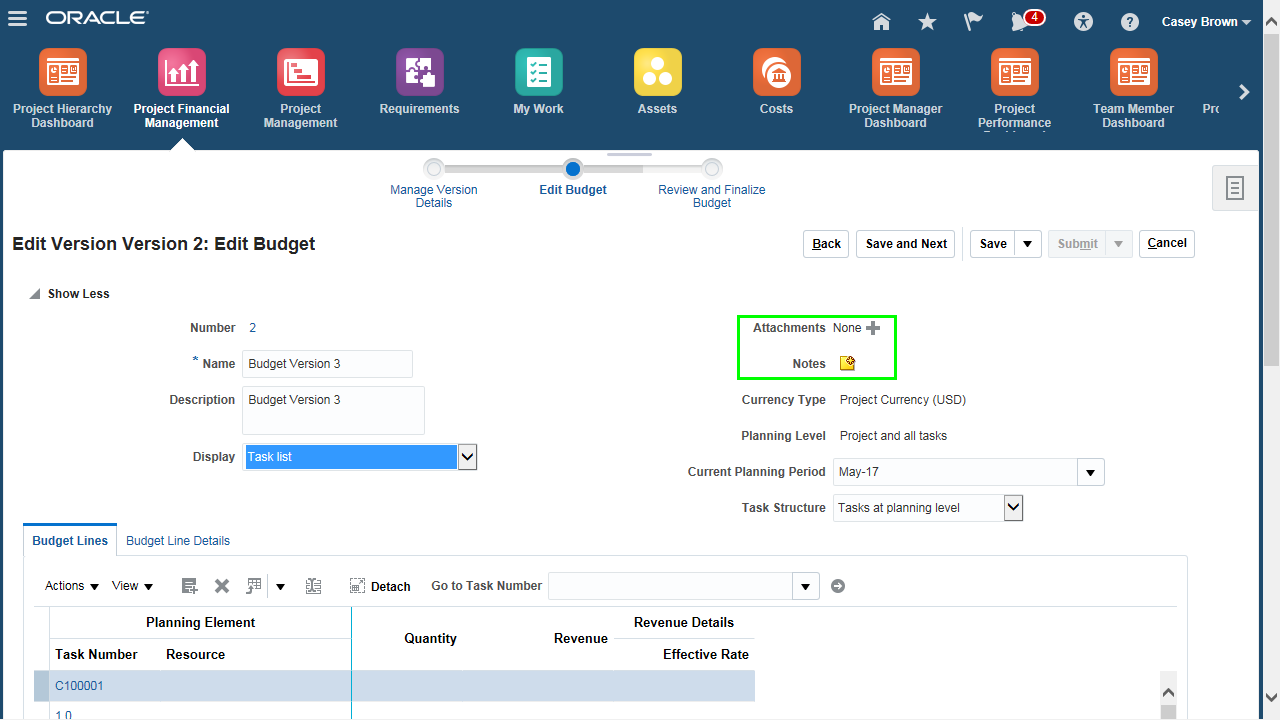 ORACLE
4
Casey Brown
Project Hierarchy
Dashboard
Project Financial
Management
Project
Management
Requirements
My Work
Assets
Costs
Project Manager
Dashboard
Project
Performance
Team Member
Dashboard
Manage Version
Details
Edit Budget
Review and Finalize
Budget
Edit Version Version 2: Edit Budget
Back
Save and Next
Save
Submit
Cancel
Show Less
Number 2
* Name Budget Version 3
Description Budget Version 3
Display Task list
Attachments None
Notes
Currency Type Project Currency (USD)
Planning Level Project and all tasks
Current Planning Period May-17
Task Structure Tasks at planning level
Budget Lines
Budget Line Details
Actions
View
Detach
Go to Task Number
Planning Element
Quantity
Revenue
Revenue Details
Task Number
Resource
Effective Rate
C100001
1.0